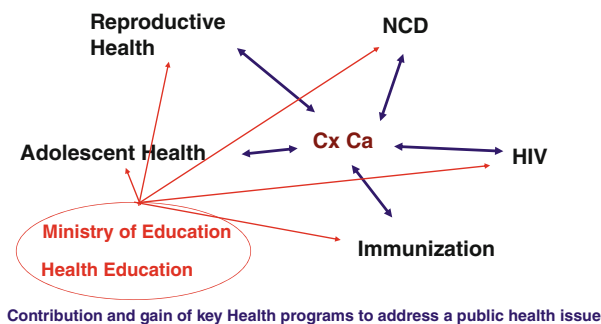 Reproductive
Health
NCD
Cx Ca
Adolescent Health
HIV
Ministry of Education
Health Education
Immunization
Contribution and gain of key Health programs to address a public health issue